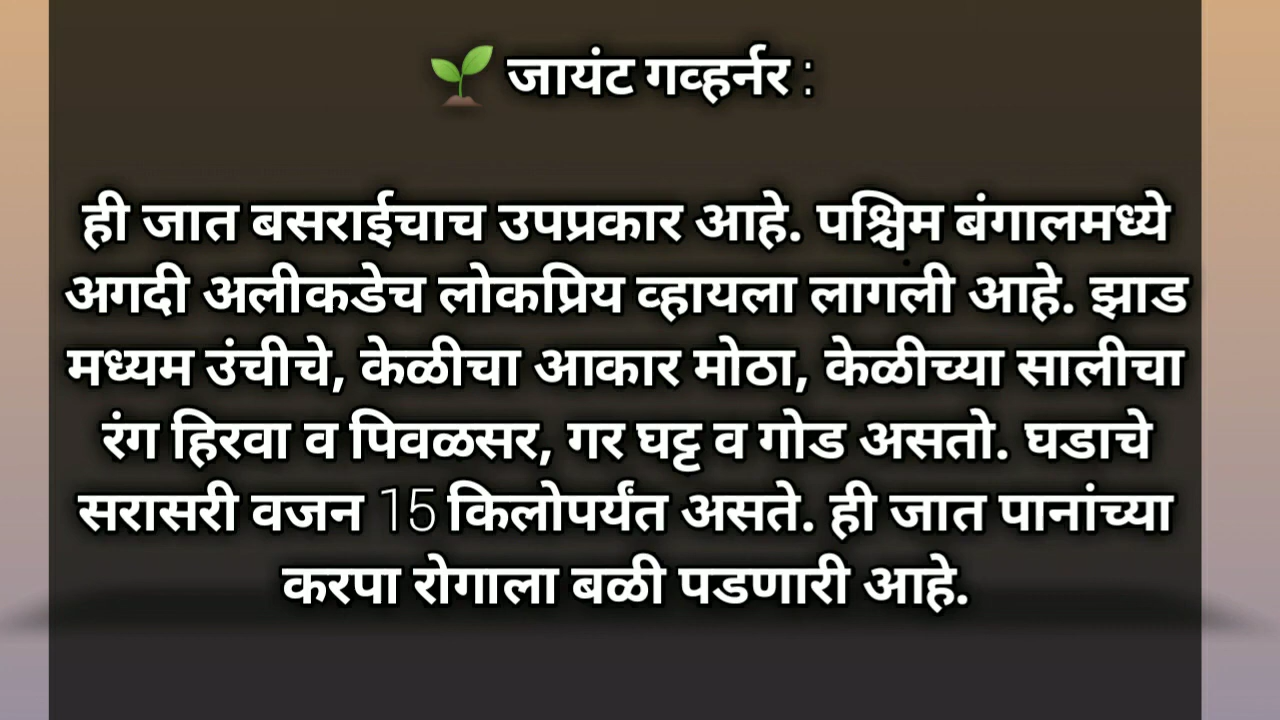 🌱 जायंट गव्हर्नर :
ही जात बसराईचाच उपप्रकार आहे. पश्चिम बंगालमध्ये
अगदी अलीकडेच लोकप्रिय व्हायला लागली आहे. झाड
मध्यम उंचीचे, केळीचा आकार मोठा, केळीच्या सालीचा
रंग हिरवा व पिवळसर, गर घट्ट व गोड असतो. घडाचे
सरासरी वजन 15 किलोपर्यंत असते. ही जात पानांच्या
करपा रोगाला बळी पडणारी आहे.